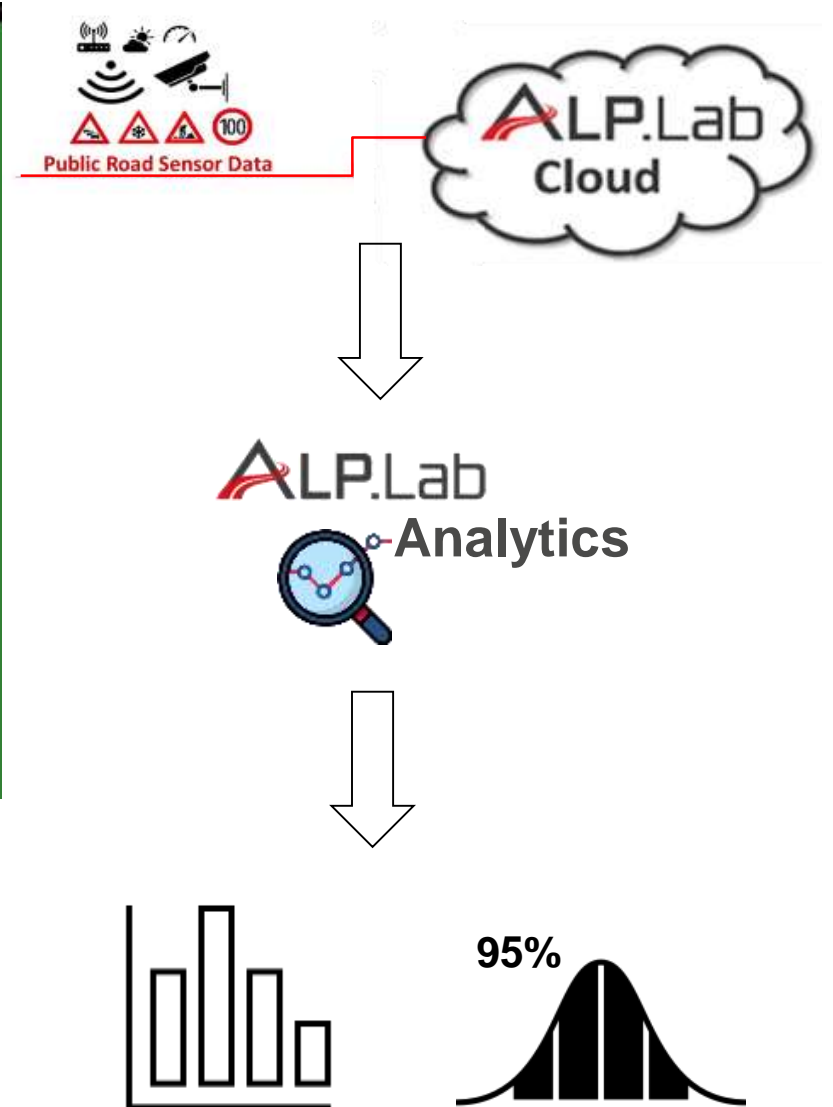 100
Public Road Sensor Data
ALP.Lab
Cloud
ALP.Lab
Analytics
95%